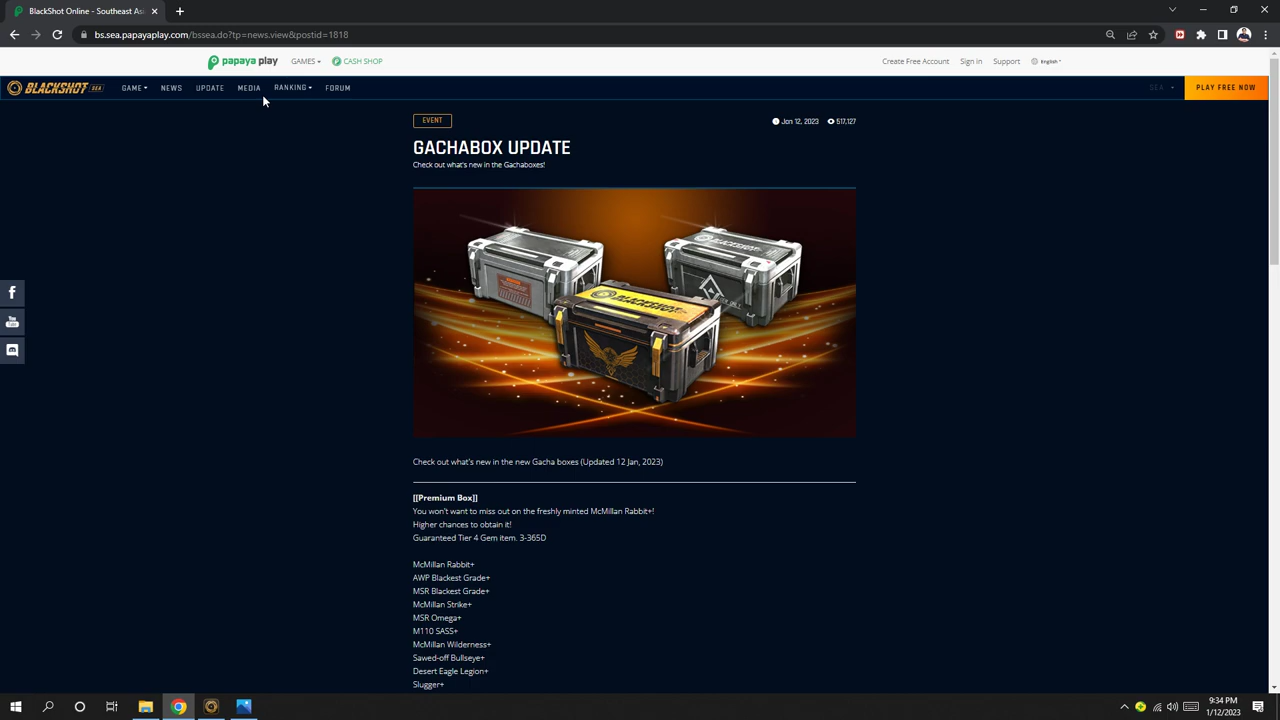 BlackShot Online - Southeast Asi
bs.sea.papayaplay.com/bssea.do?tp=news.view&postid=1818
papaya play GAMES CASH SHOP Create Free Account Sign in Support English
BLACKSHOT SEA GAME NEWS UPDATE MEDIA RANKING FORUM SEA PLAY FREE NOW
EVENT Jan 12, 2023 517,127
GACHABOX UPDATE
Check out what's new in the Gachaboxes!
BLACKSHOT
BLACKSHOT
Check out what's new in the new Gacha boxes (Updated 12 Jan, 2023)
[[Premium Box]]
You won't want to miss out on the freshly minted McMillan Rabbit+!
Higher chances to obtain it!
Guaranteed Tier 4 Gem item. 3-365D
McMillan Rabbit+
AWP Blackest Grade+
MSR Blackest Grade+
McMillan Strike+
MSR Omega+
M110 SASS+
McMillan Wilderness+
Sawed-off Bullseye+
Desert Eagle Legion+
Slugger+
9:34 PM
1/12/2023